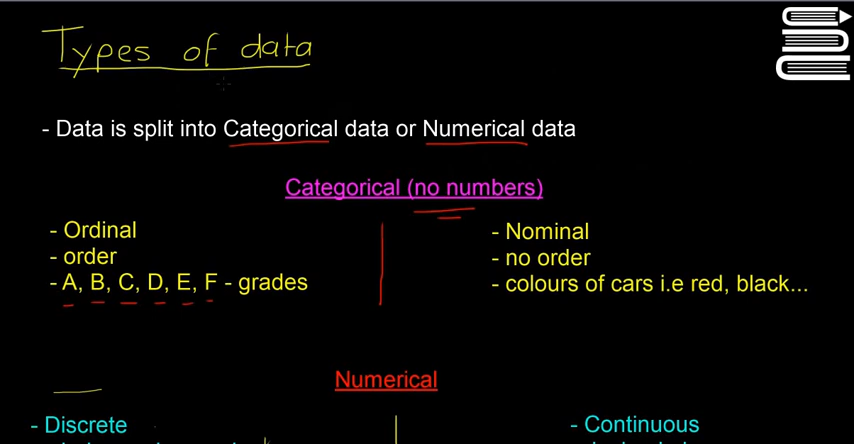 Types of data
- Data is split into Categorical data or Numerical data
Categorical (no numbers)
- Ordinal
- order
- A, B, C, D, E, F - grades
- Nominal
- no order
- colours of cars i.e red, black...
Numerical
- Discrete
- Continuous